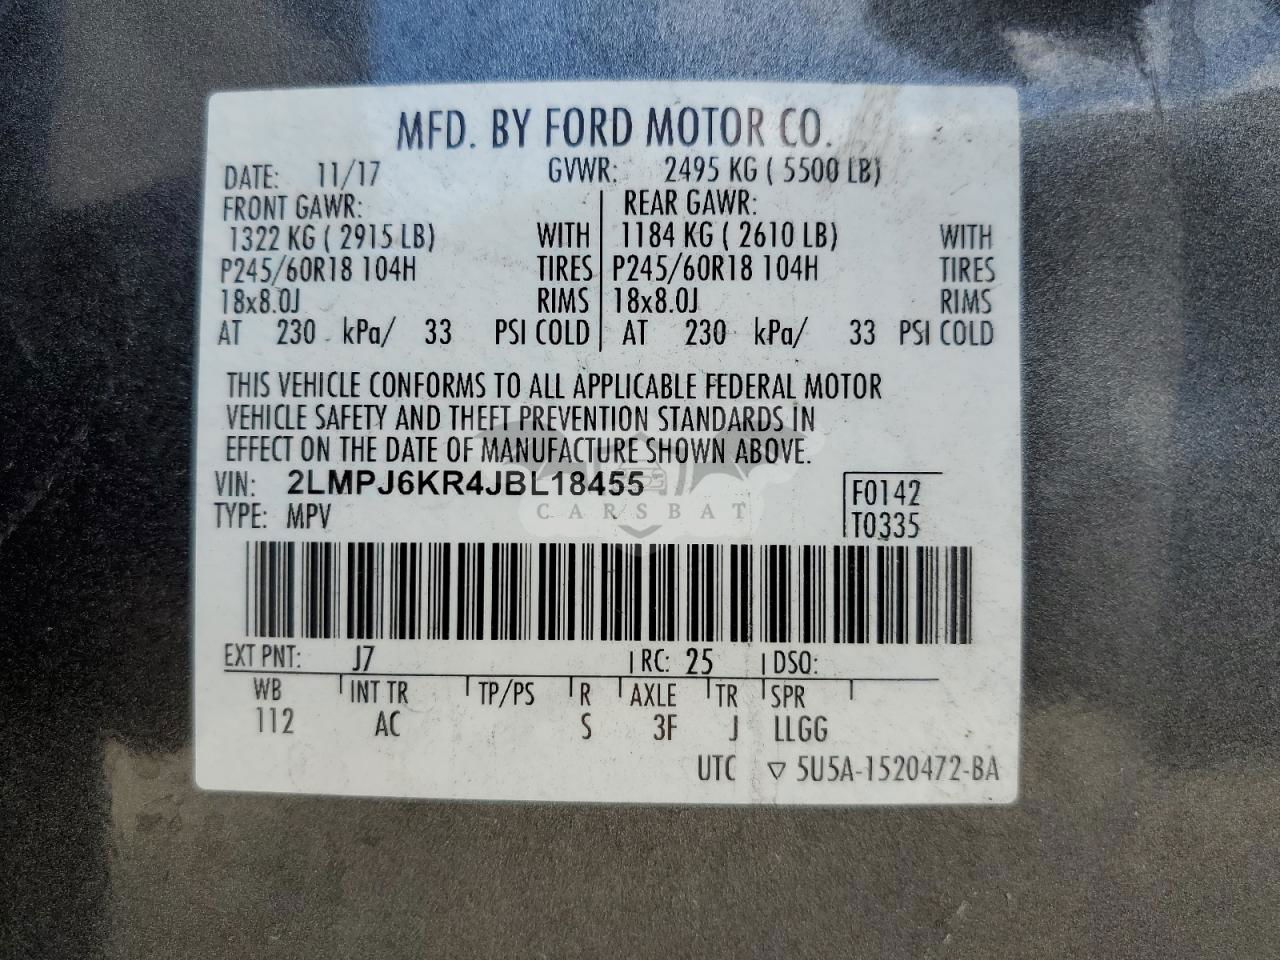 MFD. BY FORD MOTOR CO.
DATE: 11/17 GVWR: 2495 KG ( 5500 LB)
FRONT GAWR: REAR GAWR:
1322 KG ( 2915 LB) WITH 1184 KG ( 2610 LB) WITH
P245/60R18 104H TIRES P245/60R18 104H TIRES
18x8.0J RIMS 18x8.0J RIMS
AT 230 kPa/ 33 PSI COLD AT 230 kPa/ 33 PSI COLD
THIS VEHICLE CONFORMS TO ALL APPLICABLE FEDERAL MOTOR
VEHICLE SAFETY AND THEFT PREVENTION STANDARDS IN
EFFECT ON THE DATE OF MANUFACTURE SHOWN ABOVE.
VIN: 2LMPJ6KR4JBL18455 F0142
TYPE: MPV T0335
CARSBAT
EXT PNT: J7 RC: 25 DSO:
WB INT TR TP/PS R AXLE TR SPR
112 AC S 3F J LLGG
UTC ▽ 5U5A-1520472-BA